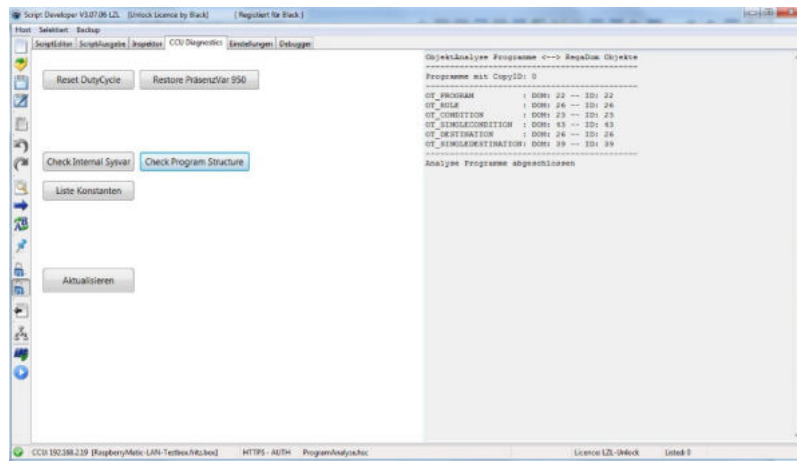 Script Developer V3.07.06 LZL (Unlock Licence by Black) ( Registiert für Black )
Host Selektiert Backup
ScriptEditor ScriptAusgabe Inspektor CCU Diagnostics Einstellungen Debugger
Reset DutyCycle Restore PräsenzVar 950
Check Internal Sysvar Check Program Structure
Liste Konstanten
Aktualisieren
ObjektAnalyse Programme <--> RegaDom Objekte
Programme mit CopyID: 0
OT_PROGRAM : DOM: 22 -- ID: 22
OT_RULE : DOM: 26 -- ID: 26
OT_CONDITION : DOM: 23 -- ID: 23
OT_SINGLECONDITION : DOM: 43 -- ID: 43
OT_DESTINATION : DOM: 26 -- ID: 26
OT_SINGLEDESTINATION: DOM: 39 -- ID: 39
Analyse Programme abgeschlossen
CCU: 192.168.2.19 [RaspberryMatic-LAN-Testbox.fritz.box] HTTPS - AUTH ProgramAnalyse.hsc Licence: LZL-Unlock Listed: 0